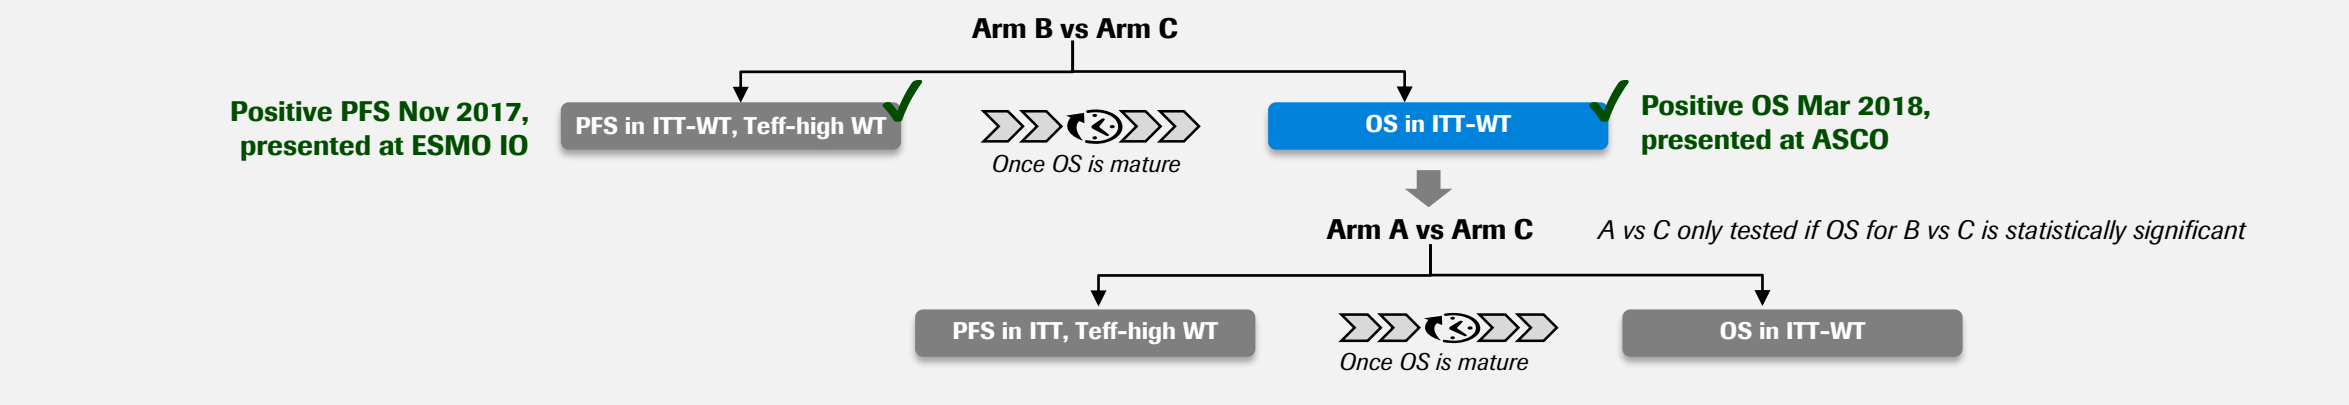 Arm B vs Arm C
Positive PFS Nov 2017,
presented at ESMO IO
PFS in ITT-WT, Teff-high WT
Once OS is mature
OS in ITT-WT
Positive OS Mar 2018,
presented at ASCO
Arm A vs Arm C
A vs C only tested if OS for B vs C is statistically significant
PFS in ITT, Teff-high WT
Once OS is mature
OS in ITT-WT